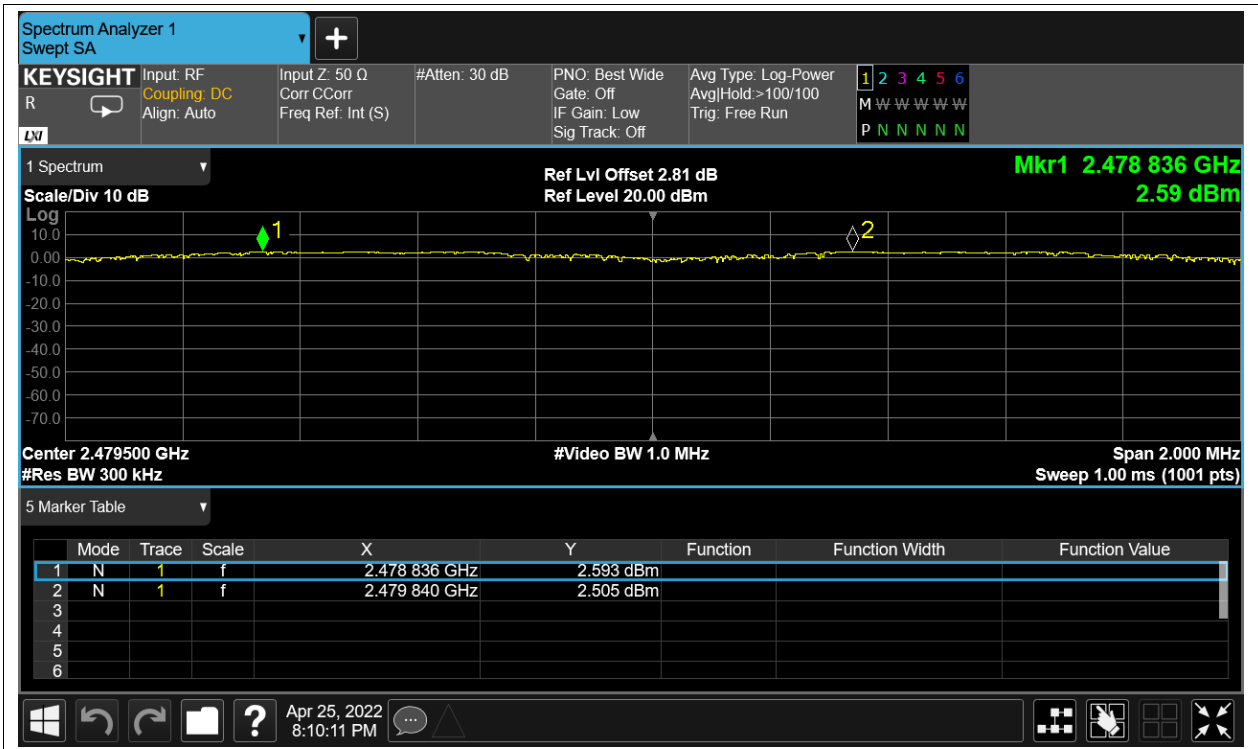 Spectrum Analyzer 1
Swept SA
KEYSIGHT Input: RF Input Z: 50 Ω #Atten: 30 dB PNO: Best Wide Avg Type: Log-Power 1 2 3 4 5 6
R Coupling: DC Corr CCorr Gate: Off Avg|Hold:>100/100 M W W W W W
Align: Auto Freq Ref: Int (S) IF Gain: Low Trig: Free Run
LXI Sig Track: Off P N N N N N
1 Spectrum Ref Lvl Offset 2.81 dB Mkr1 2.478 836 GHz
Scale/Div 10 dB Ref Level 20.00 dBm 2.59 dBm
Log
1 2
10.0
0.00
-10.0
-20.0
-30.0
-40.0
-50.0
-60.0
-70.0
Center 2.479500 GHz #Video BW 1.0 MHz Span 2.000 MHz
#Res BW 300 kHz Sweep 1.00 ms (1001 pts)
5 Marker Table
Mode Trace Scale X Y Function Function Width Function Value
1 N 1 f 2.478 836 GHz 2.593 dBm
2 N 1 f 2.479 840 GHz 2.505 dBm
3
4
5
6
? Apr 25, 2022
8:10:11 PM